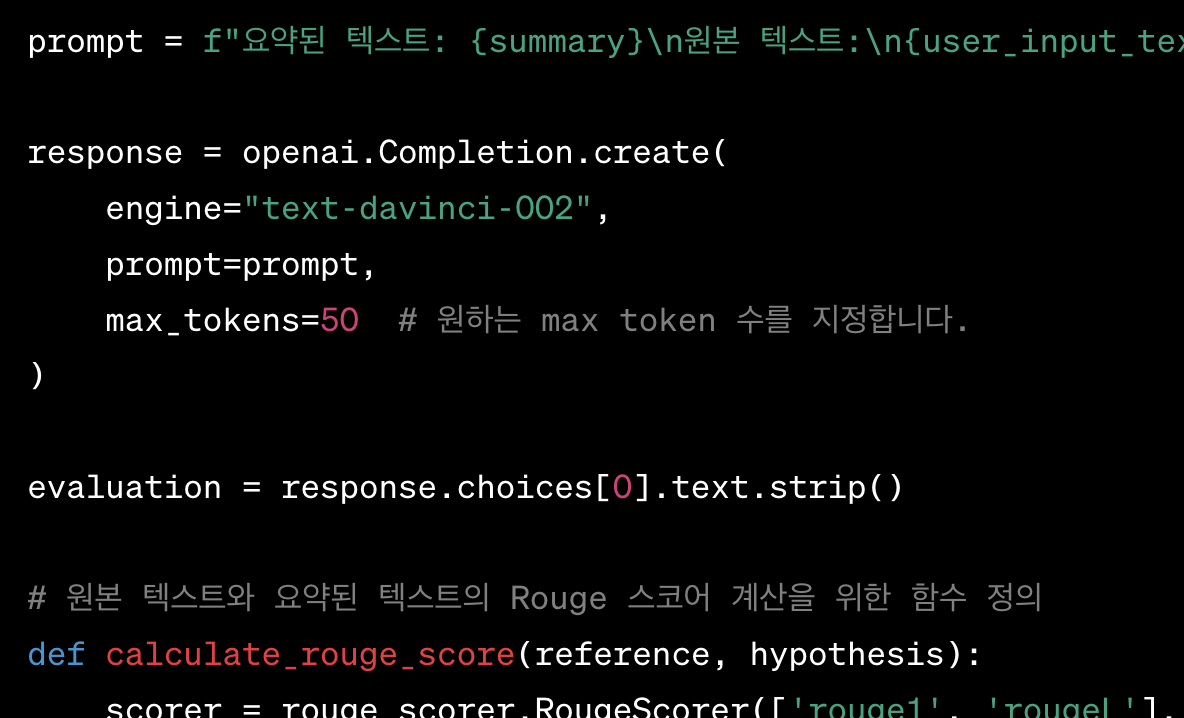 prompt = f"요약된 텍스트: {summary}\n원본 텍스트:\n{user_input_tex
response = openai.Completion.create(
    engine="text-davinci-002",
    prompt=prompt,
    max_tokens=50  # 원하는 max token 수를 지정합니다.
)
evaluation = response.choices[0].text.strip()
# 원본 텍스트와 요약된 텍스트의 Rouge 스코어 계산을 위한 함수 정의
def calculate_rouge_score(reference, hypothesis):
    scorer = rouge_scorer.RougeScorer(['rouge1', 'rougeL'],